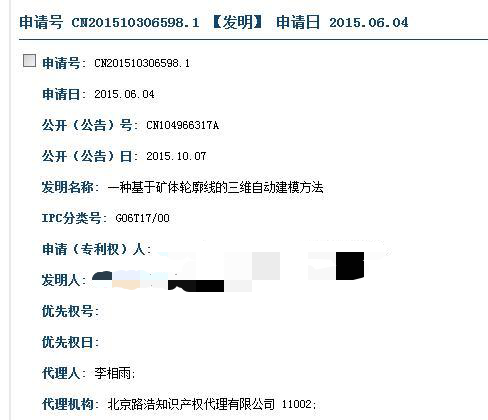 申请号 CN201510306598.1 【发明】 申请日 2015.06.04
申请号: CN201510306598.1
申请日: 2015.06.04
公开（公告）号: CN104966317A
公开（公告）日: 2015.10.07
发明名称: 一种基于矿体轮廓线的三维自动建模方法
IPC分类号: G06T17/00
申请（专利权）人:
发明人:
优先权号:
优先权日:
代理人: 李相雨;
代理机构: 北京路浩知识产权代理有限公司 11002;